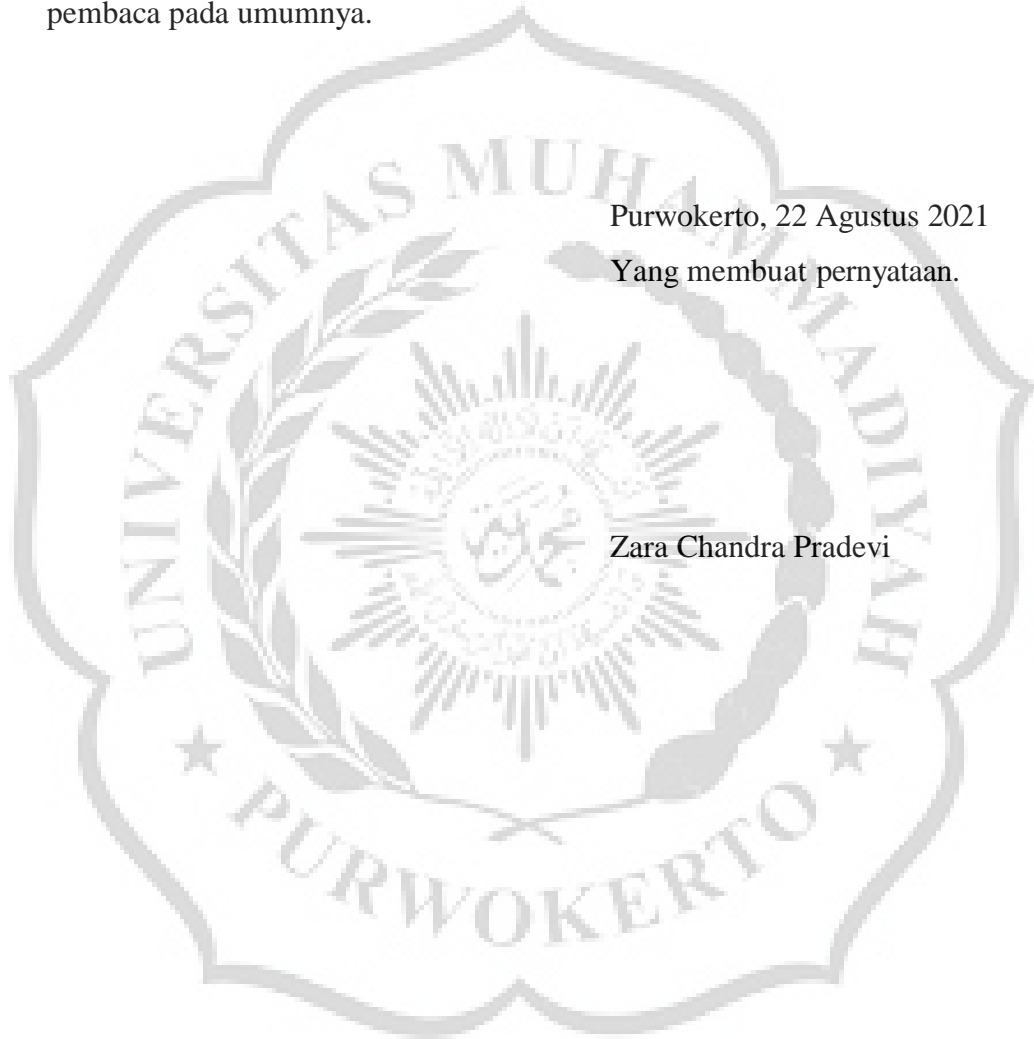 pembaca pada umumnya.
UNIVERSITAS MUHAMMADIYAH
Purwokerto, 22 Agustus 2021
Yang membuat pernyataan.
Zara Chandra Pradevi
PURWOKERTO